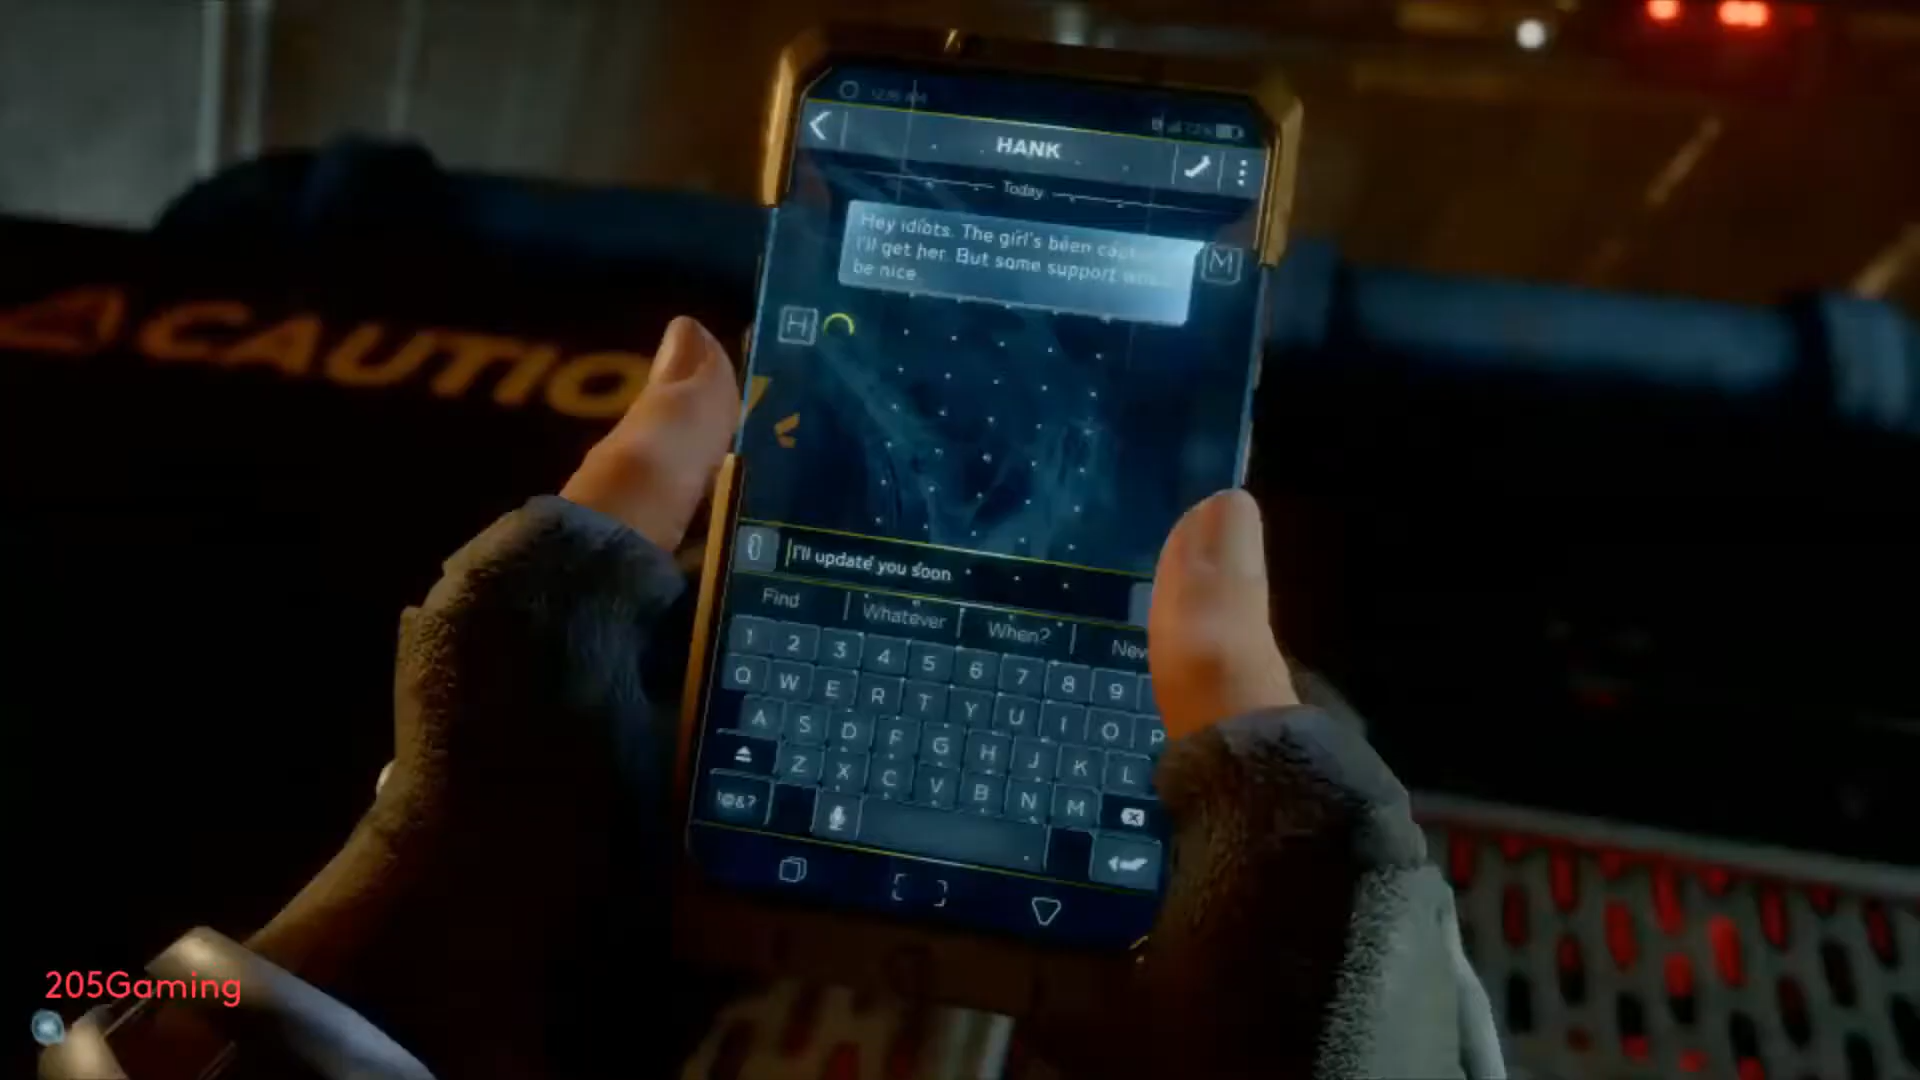 HANK
Today
Hey idiots. The girl's been
I'll get her. But some support
be nice.
M
H
CAUTIO
I'll update you soon
Find Whatever When? New
1 2 3 4 5 6 7 8 9
Q W E R T Y U I O P
A S D F G H J K L
Z X C V B N M
!@&?
205Gaming